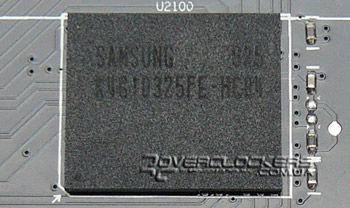 U2100
SAMSUNG 825
K4G10325FE-HC04
OVERCLOCKERS
.COM.UA